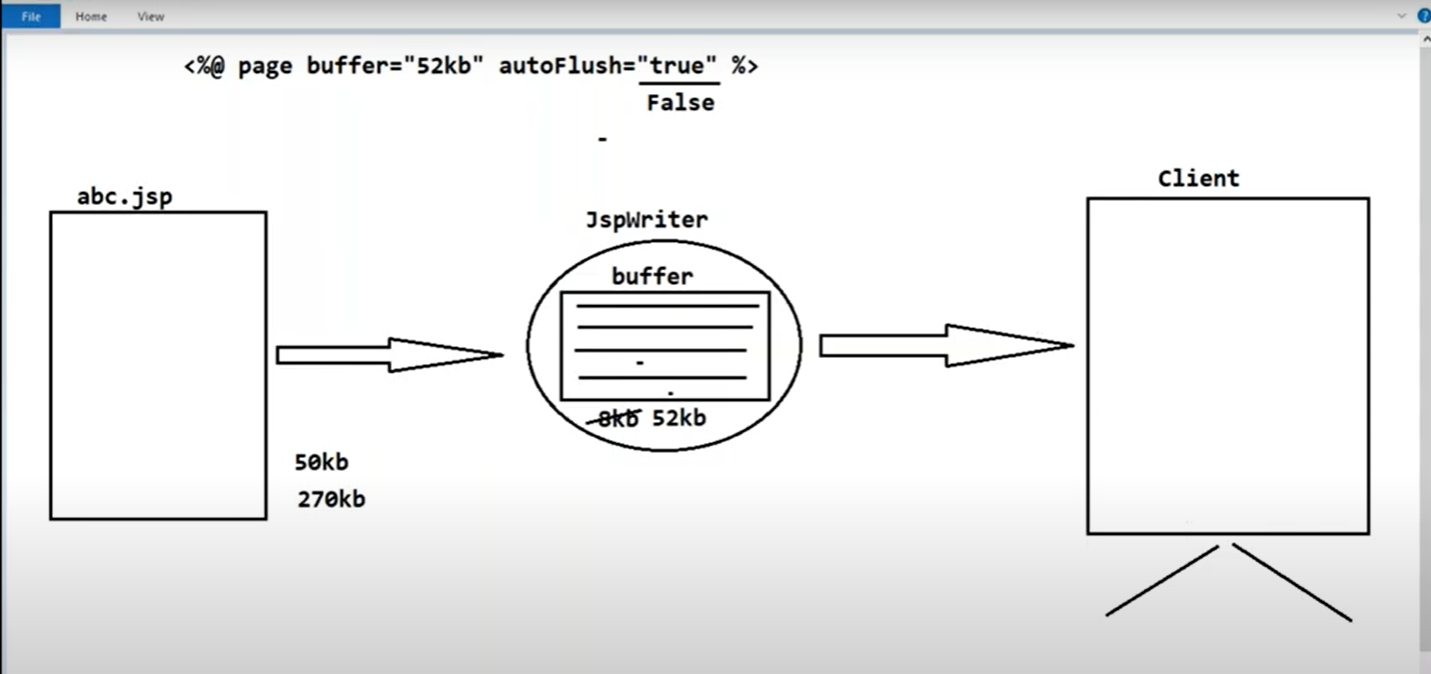 File Home View
<%@ page buffer="52kb" autoFlush="true" %>
False
abc.jsp
Client
JspWriter
buffer
8kb 52kb
50kb
270kb